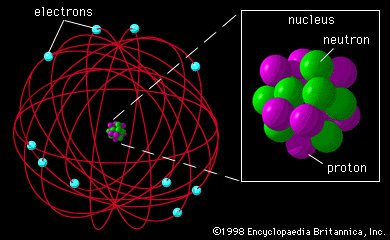 electrons
nucleus
neutron
proton
©1998 Encyclopaedia Britannica, Inc.